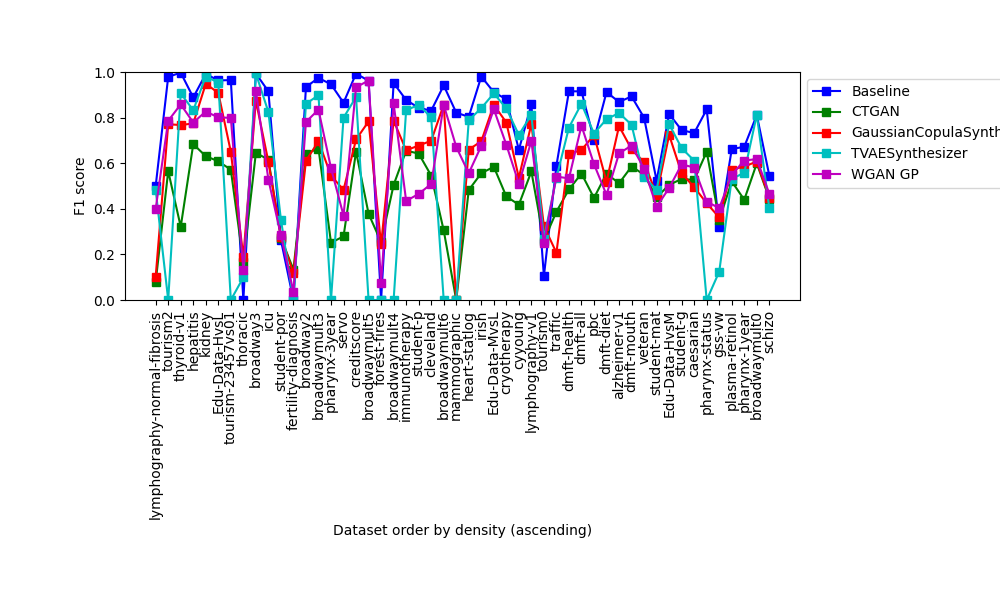 1.0
0.8
0.6
0.4
0.2
0.0
F1 score
Baseline
CTGAN
GaussianCopulaSynth
TVAESynthesizer
WGAN GP
lymphography-normal-fibrosis
tourism2
thyroid-v1
hepatitis
kidney
Edu-Data-HvsL
tourism-23457vs01
thoracic
broadway3
icu
student-por
fertility-diagnosis
broadway2
broadwaymult3
pharynx-3year
servo
creditscore
broadwaymult5
forest-fires
broadwaymult4
immunotherapy
student-p
cleveland
broadwaymult6
mammographic
heart-statlog
irish
Edu-Data-MvsL
cryotherapy
cyyoung
lymphography-v1
tourism0
traffic
dmft-health
dmft-all
pbc
dmft-diet
alzheimer-v1
dmft-mouth
veteran
student-mat
Edu-Data-HvsM
student-g
caesarian
pharynx-status
gss-vw
plasma-retinol
pharynx-1year
broadwaymult0
schizo
Dataset order by density (ascending)